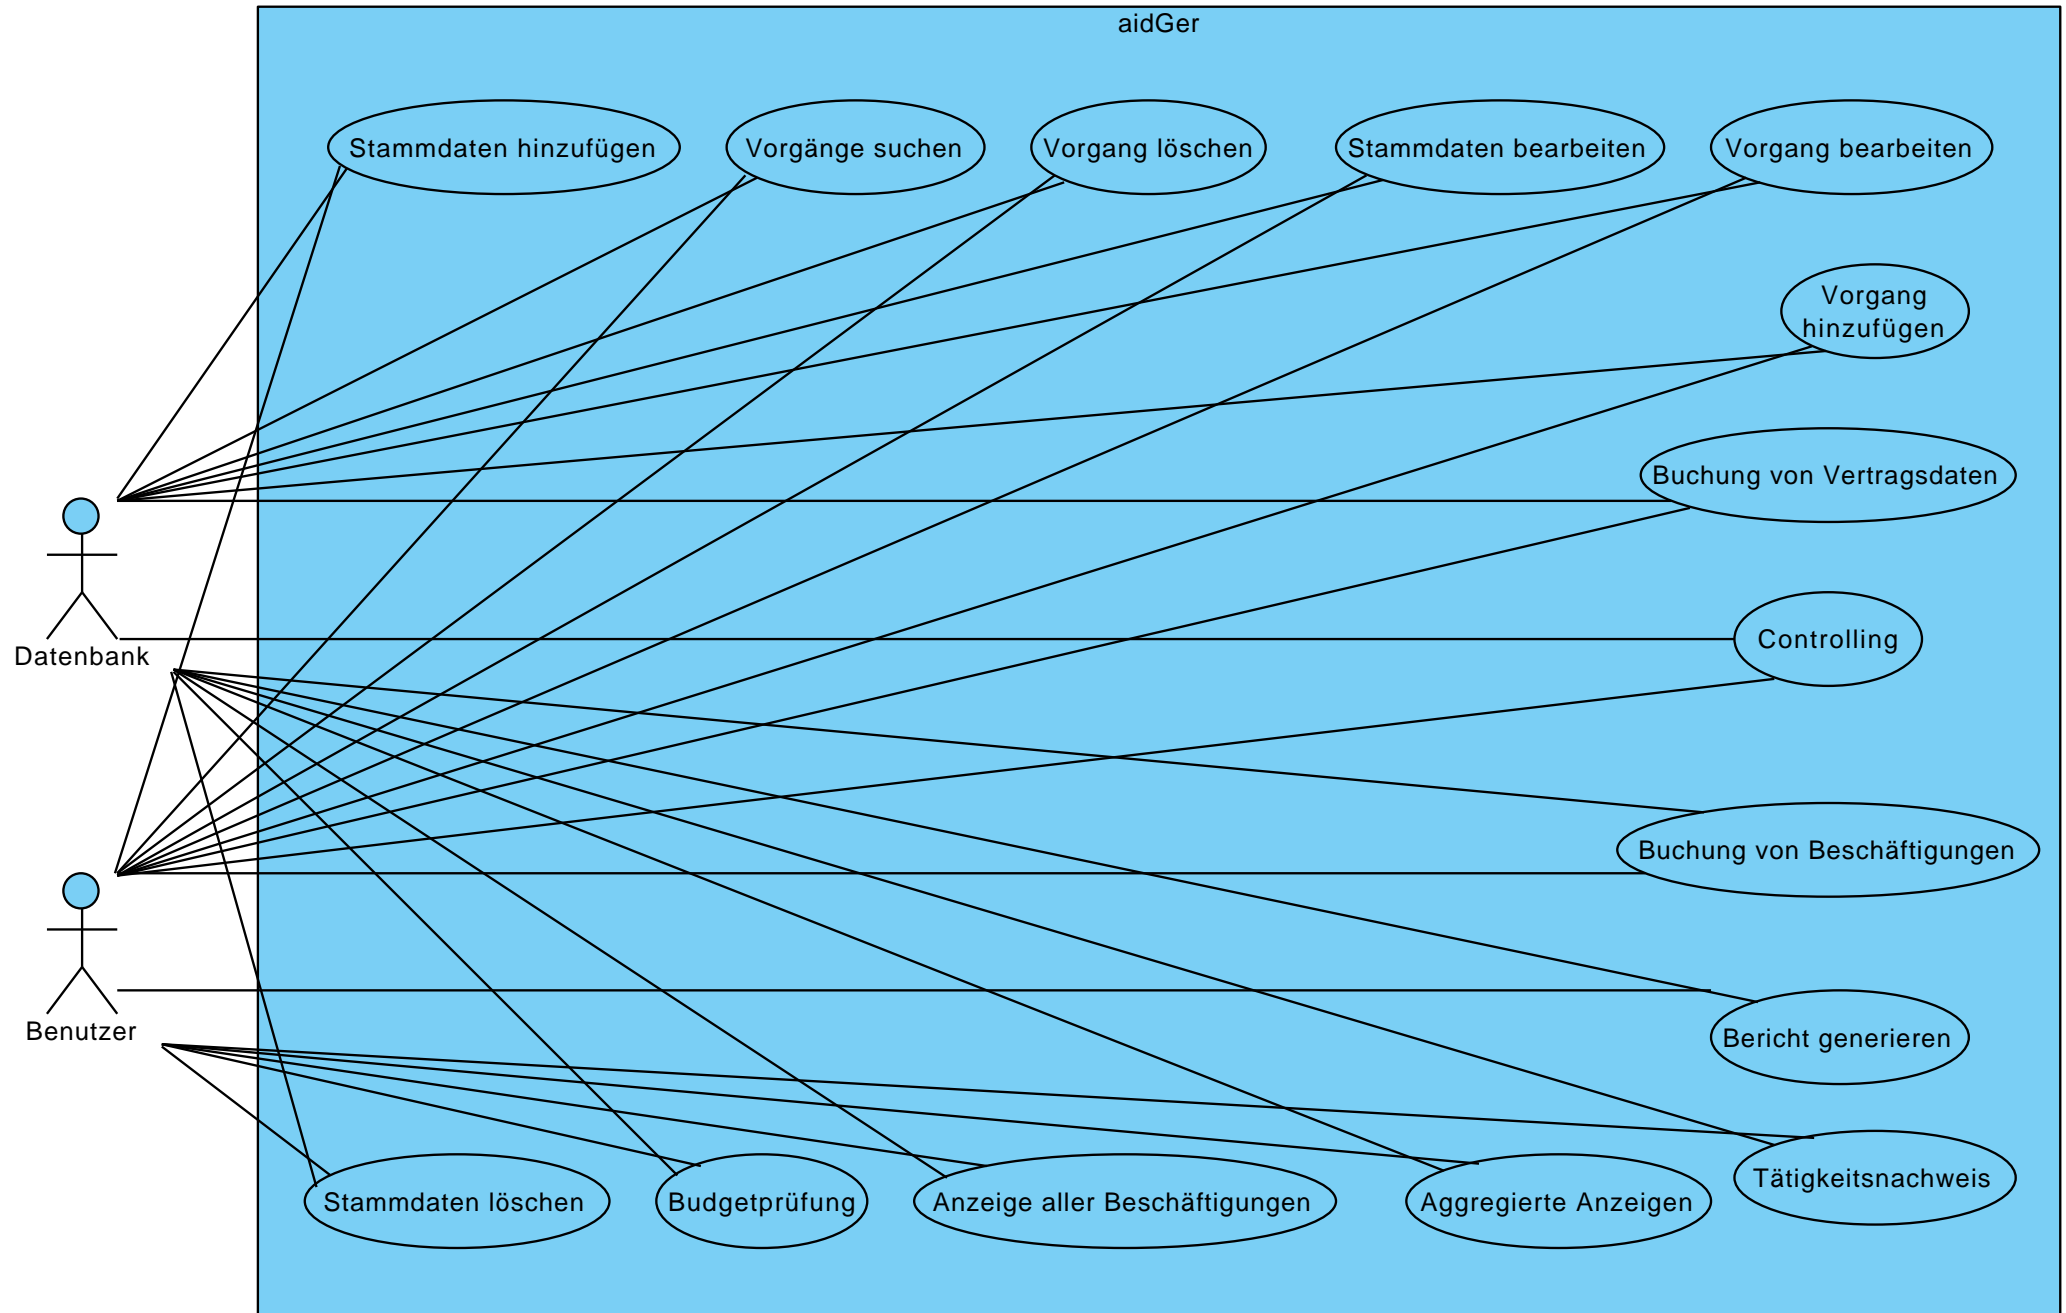 aidGer
Stammdaten hinzufügen
Vorgänge suchen
Vorgang löschen
Stammdaten bearbeiten
Vorgang bearbeiten
Vorgang
hinzufügen
Buchung von Vertragsdaten
Controlling
Datenbank
Buchung von Beschäftigungen
Benutzer
Bericht generieren
Stammdaten löschen
Budgetprüfung
Anzeige aller Beschäftigungen
Aggregierte Anzeigen
Tätigkeitsnachweis